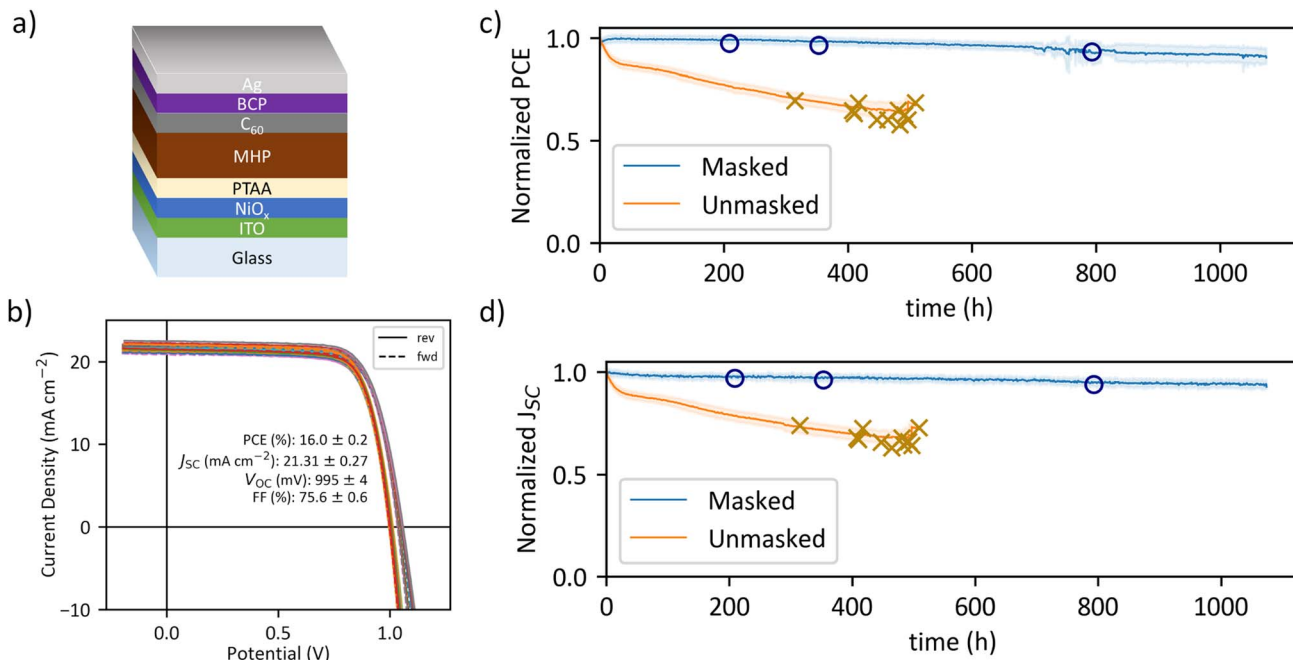 a)
Ag
BCP
C60
MHP
PTAA
NiOx
ITO
Glass
b)
Current Density (mA cm−2)
20
10
0
−10
rev
fwd
PCE (%): 16.0 ± 0.2
JSC (mA cm−2): 21.31 ± 0.27
VOC (mV): 995 ± 4
FF (%): 75.6 ± 0.6
0.0
0.5
1.0
Potential (V)
c)
Normalized PCE
1.0
0.5
0.0
Masked
Unmasked
0
200
400
600
800
1000
time (h)
d)
Normalized JSC
1.0
0.5
0.0
Masked
Unmasked
0
200
400
600
800
1000
time (h)